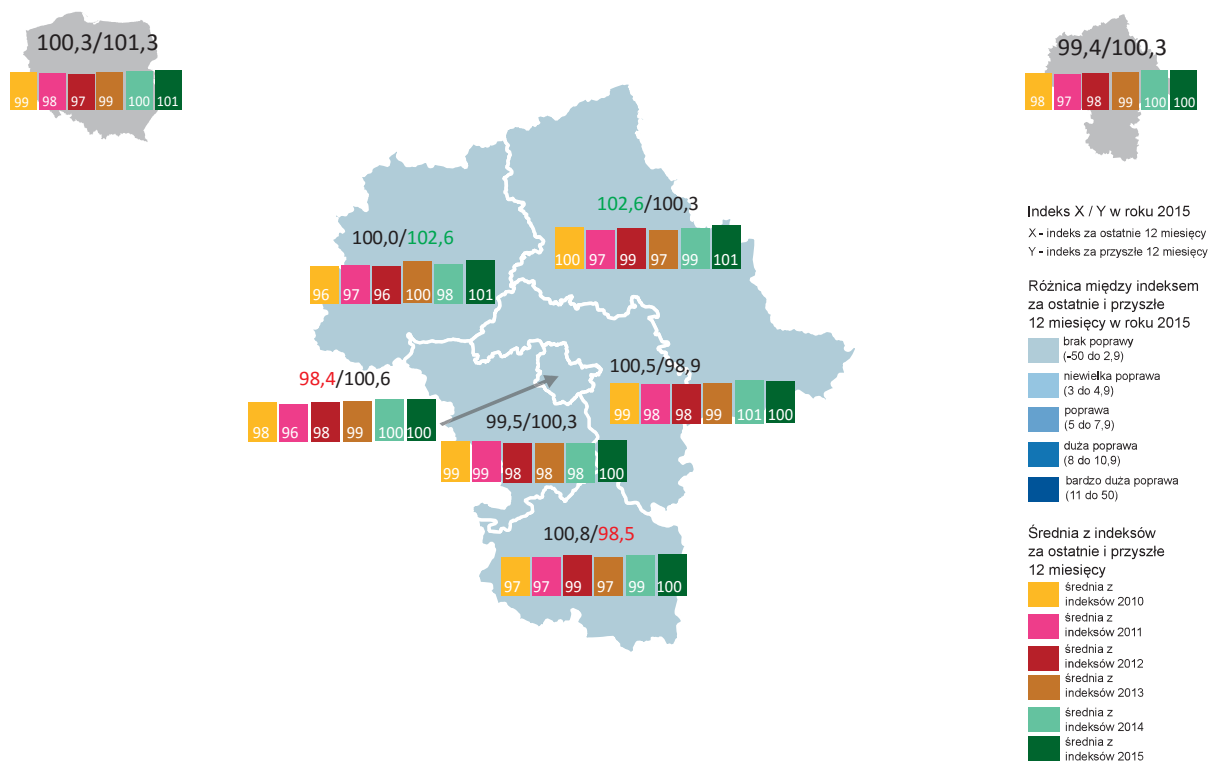 100,3/101,3
99 98 97 99 100 101
99,4/100,3
98 97 98 99 100 100
102,6/100,3
100 97 99 97 99 101
100,0/102,6
96 97 96 100 98 101
98,4/100,6
98 96 98 99 100 100
100,5/98,9
99 98 98 99 101 100
99,5/100,3
99 99 98 98 98 100
100,8/98,5
97 97 99 97 99 100
Indeks X / Y w roku 2015
X - indeks za ostatnie 12 miesięcy
Y - indeks za przyszłe 12 miesięcy
Różnica między indeksem
za ostatnie i przyszłe
12 miesięcy w roku 2015
brak poprawy
(-50 do 2,9)
niewielka poprawa
(3 do 4,9)
poprawa
(5 do 7,9)
duża poprawa
(8 do 10,9)
bardzo duża poprawa
(11 do 50)
Średnia z indeksów
za ostatnie i przyszłe
12 miesięcy
średnia z
indeksów 2010
średnia z
indeksów 2011
średnia z
indeksów 2012
średnia z
indeksów 2013
średnia z
indeksów 2014
średnia z
indeksów 2015